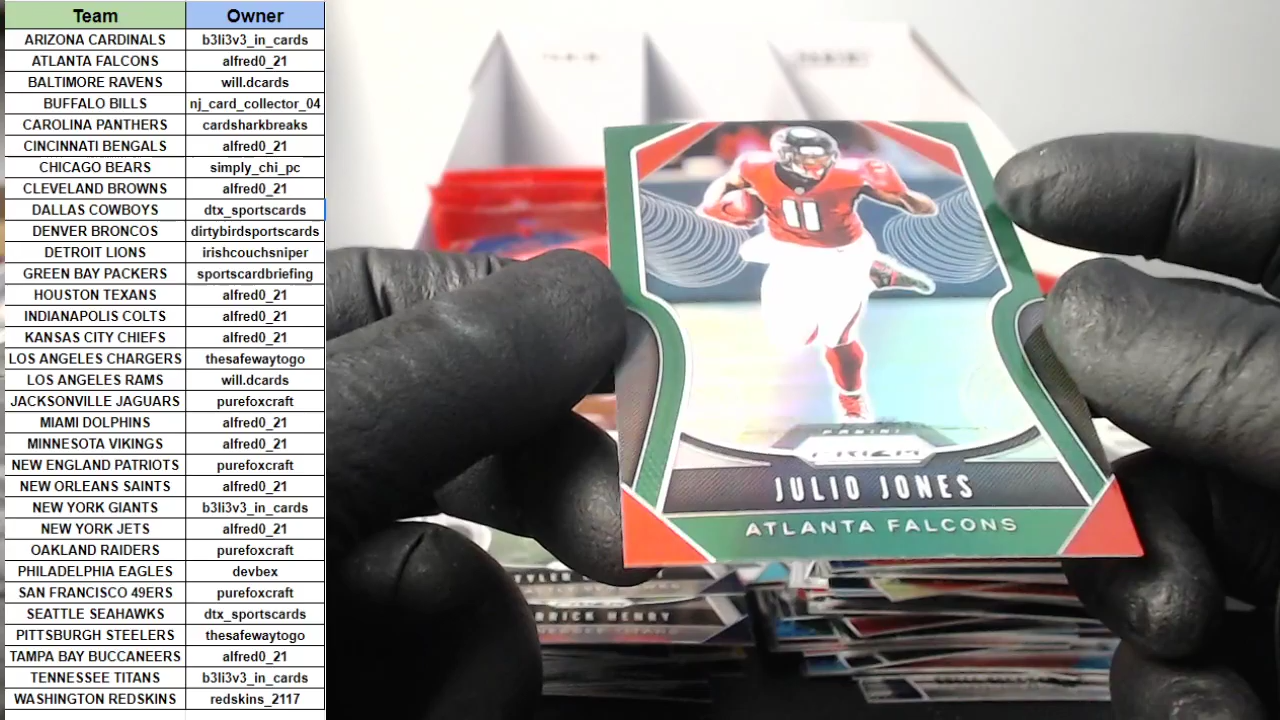 Team Owner
ARIZONA CARDINALS b3li3v3_in_cards
ATLANTA FALCONS alfred0_21
BALTIMORE RAVENS will.dcards
BUFFALO BILLS nj_card_collector_04
CAROLINA PANTHERS cardsharkbreaks
CINCINNATI BENGALS alfred0_21
CHICAGO BEARS simply_chi_pc
CLEVELAND BROWNS alfred0_21
DALLAS COWBOYS dtx_sportscards
DENVER BRONCOS dirtybirdsportscards
DETROIT LIONS irishcouchsniper
GREEN BAY PACKERS sportscardbriefing
HOUSTON TEXANS alfred0_21
INDIANAPOLIS COLTS alfred0_21
KANSAS CITY CHIEFS alfred0_21
LOS ANGELES CHARGERS thesafewaytogo
LOS ANGELES RAMS will.dcards
JACKSONVILLE JAGUARS purefoxcraft
MIAMI DOLPHINS alfred0_21
MINNESOTA VIKINGS alfred0_21
NEW ENGLAND PATRIOTS purefoxcraft
NEW ORLEANS SAINTS alfred0_21
NEW YORK GIANTS b3li3v3_in_cards
NEW YORK JETS alfred0_21
OAKLAND RAIDERS purefoxcraft
PHILADELPHIA EAGLES devbex
SAN FRANCISCO 49ERS purefoxcraft
SEATTLE SEAHAWKS dtx_sportscards
PITTSBURGH STEELERS thesafewaytogo
TAMPA BAY BUCCANEERS alfred0_21
TENNESSEE TITANS b3li3v3_in_cards
WASHINGTON REDSKINS redskins_2117
11
PANINI
PRIZM
JULIO JONES
ATLANTA FALCONS
HENRY